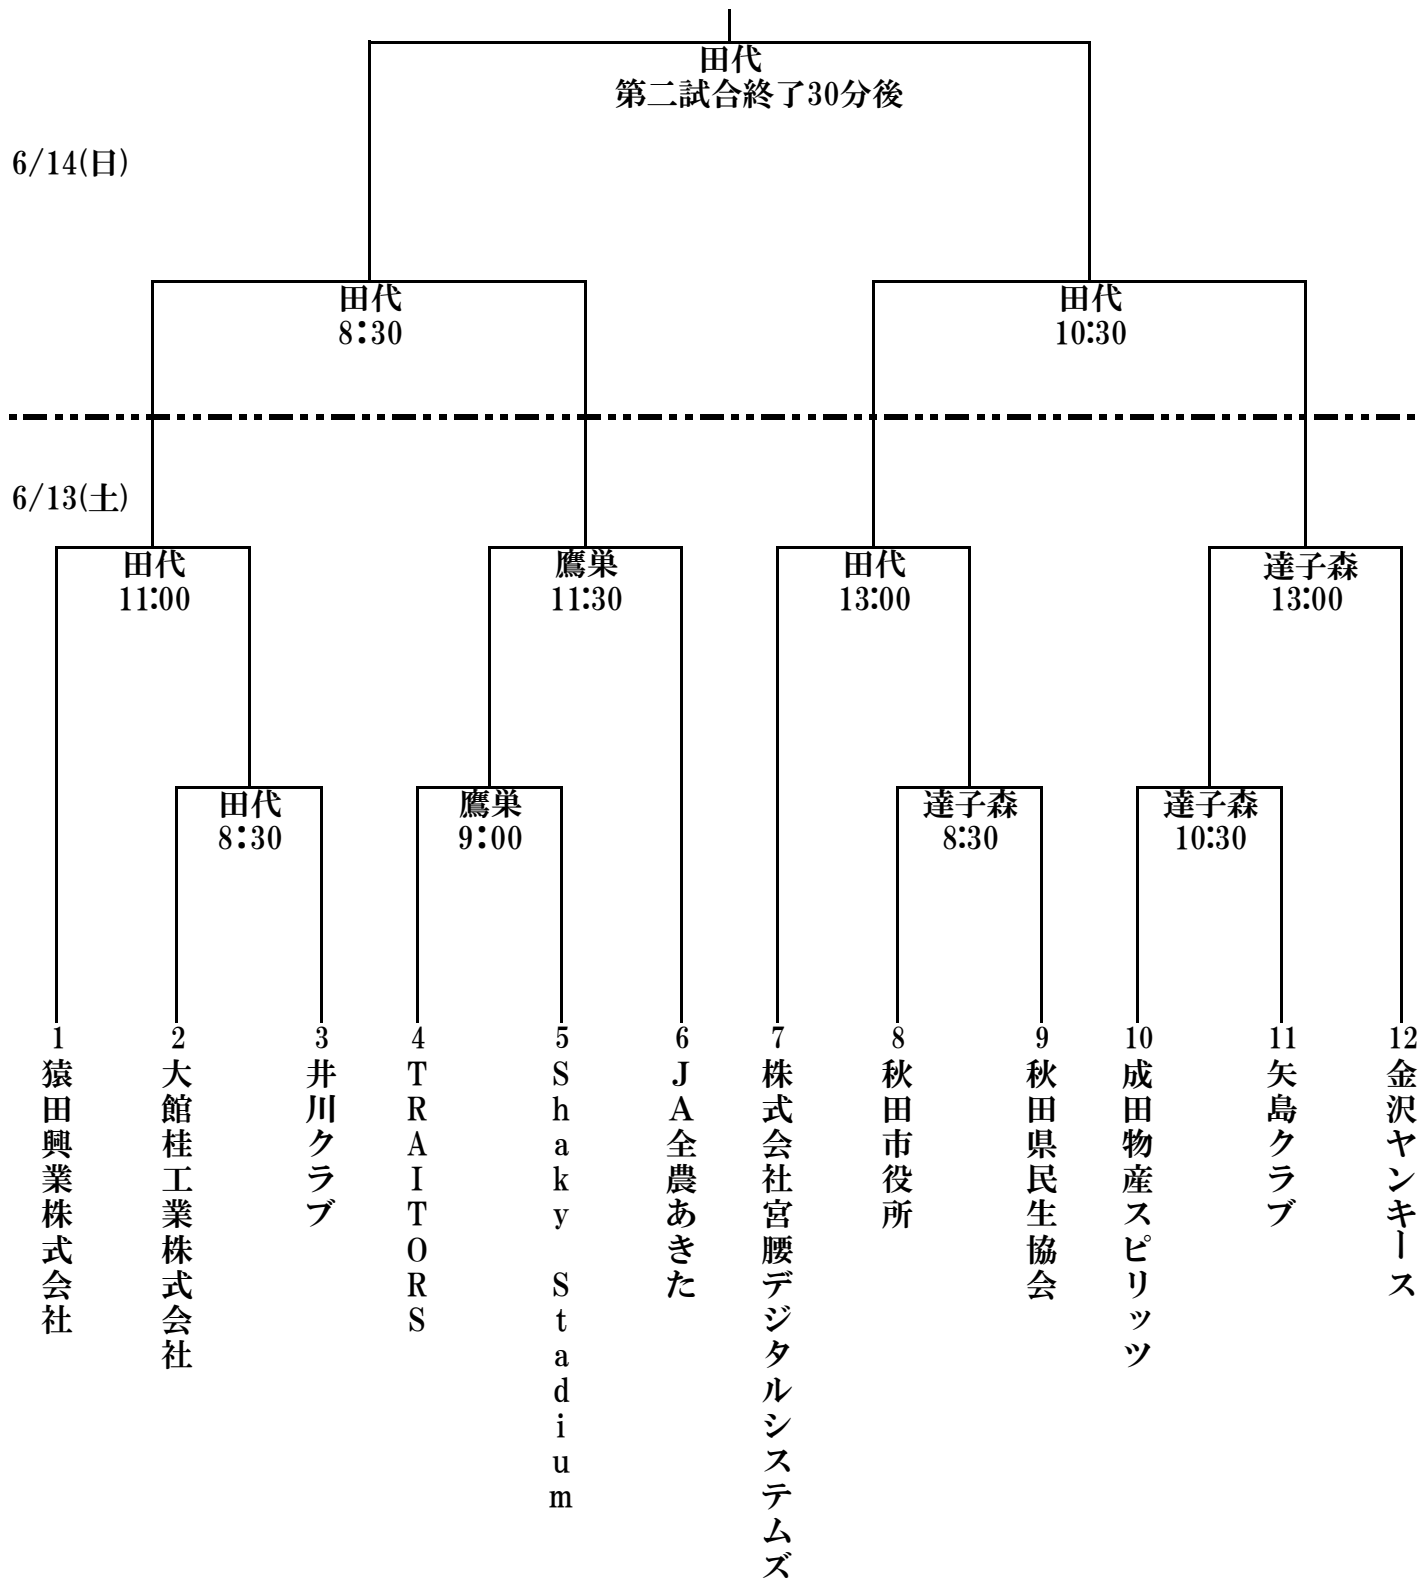 田代
第二試合終了30分後
6/14(日)
田代
8:30
田代
10:30
6/13(土)
田代
11:00
鷹巣
11:30
田代
13:00
達子森
13:00
田代
8:30
鷹巣
9:00
達子森
8:30
達子森
10:30
1
猿田興業株式会社
2
大館桂工業株式会社
3
井川クラブ
4
TRAITORS
5
Shaky Stadium
6
JA全農あきた
7
株式会社宮腰デジタルシステムズ
8
秋田市役所
9
秋田県民生協会
10
成田物産スピリッツ
11
矢島クラブ
12
金沢ヤンキース